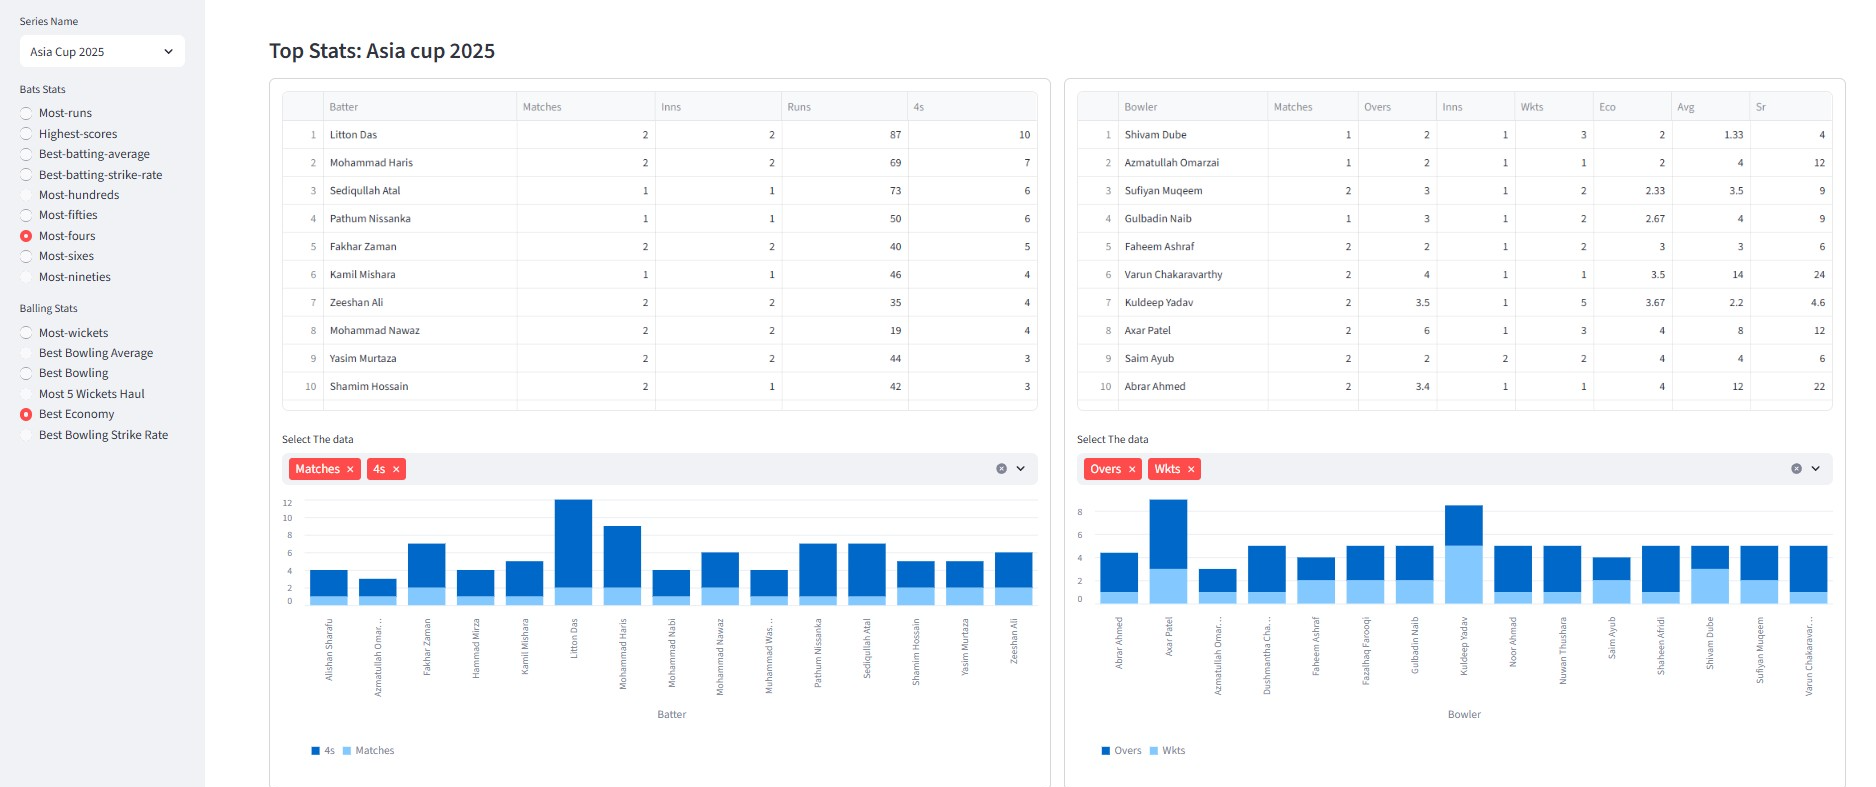 Series Name
Asia Cup 2025
Bats Stats
Most-runs
Highest-scores
Best-batting-average
Best-batting-strike-rate
Most-hundreds
Most-fifties
Most-fours
Most-sixes
Most-nineties
Balling Stats
Most-wickets
Best Bowling Average
Best Bowling
Most 5 Wickets Haul
Best Economy
Best Bowling Strike Rate
Top Stats: Asia cup 2025
Batter Matches Inns Runs 4s
1 Litton Das 2 2 87 10
2 Mohammad Haris 2 2 69 7
3 Sediqullah Atal 1 1 73 6
4 Pathum Nissanka 1 1 50 6
5 Fakhar Zaman 2 2 40 5
6 Kamil Mishara 1 1 46 4
7 Zeeshan Ali 2 2 35 4
8 Mohammad Nawaz 2 2 19 4
9 Yasim Murtaza 2 2 44 3
10 Shamim Hossain 2 1 42 3
Select The data
Matches × 4s ×
12
10
8
6
4
2
0
Alishan Sharafu
Azmatullah Omar…
Fakhar Zaman
Hammad Mirza
Kamil Mishara
Litton Das
Mohammad Haris
Mohammad Nabi
Mohammad Nawaz
Muhammad Was…
Pathum Nissanka
Sediqullah Atal
Shamim Hossain
Yasim Murtaza
Zeeshan Ali
Batter
4s Matches
Bowler Matches Overs Inns Wkts Eco Avg Sr
1 Shivam Dube 1 2 1 3 2 1.33 4
2 Azmatullah Omarzai 1 2 1 1 2 4 12
3 Sufiyan Muqeem 2 3 1 2 2.33 3.5 9
4 Gulbadin Naib 1 3 1 2 2.67 4 9
5 Faheem Ashraf 2 2 1 2 3 3 6
6 Varun Chakaravarthy 2 4 1 1 3.5 14 24
7 Kuldeep Yadav 2 3.5 1 5 3.67 2.2 4.6
8 Axar Patel 2 6 1 3 4 8 12
9 Saim Ayub 2 2 2 2 4 4 6
10 Abrar Ahmed 2 3.4 1 1 4 12 22
Select The data
Overs × Wkts ×
8
6
4
2
0
Abrar Ahmed
Axar Patel
Azmatullah Omar…
Dushmantha Cha…
Faheem Ashraf
Fazalhaq Farooqi
Gulbadin Naib
Kuldeep Yadav
Noor Ahmad
Nuwan Thushara
Saim Ayub
Shaheen Afridi
Shivam Dube
Sufiyan Muqeem
Varun Chakaravar…
Bowler
Overs Wkts